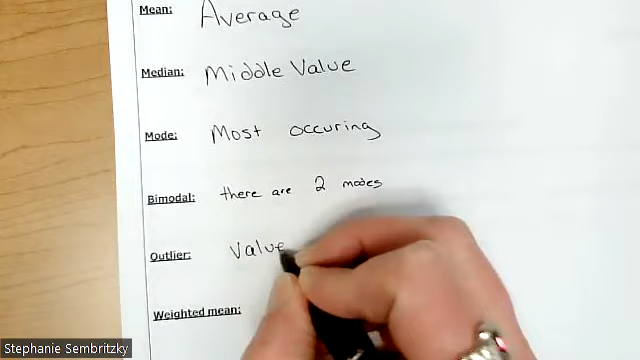 Mean: Average
Median: Middle Value
Mode: Most occuring
Bimodal: there are 2 modes
Outlier: Value
Weighted mean:
Stephanie Sembritzky